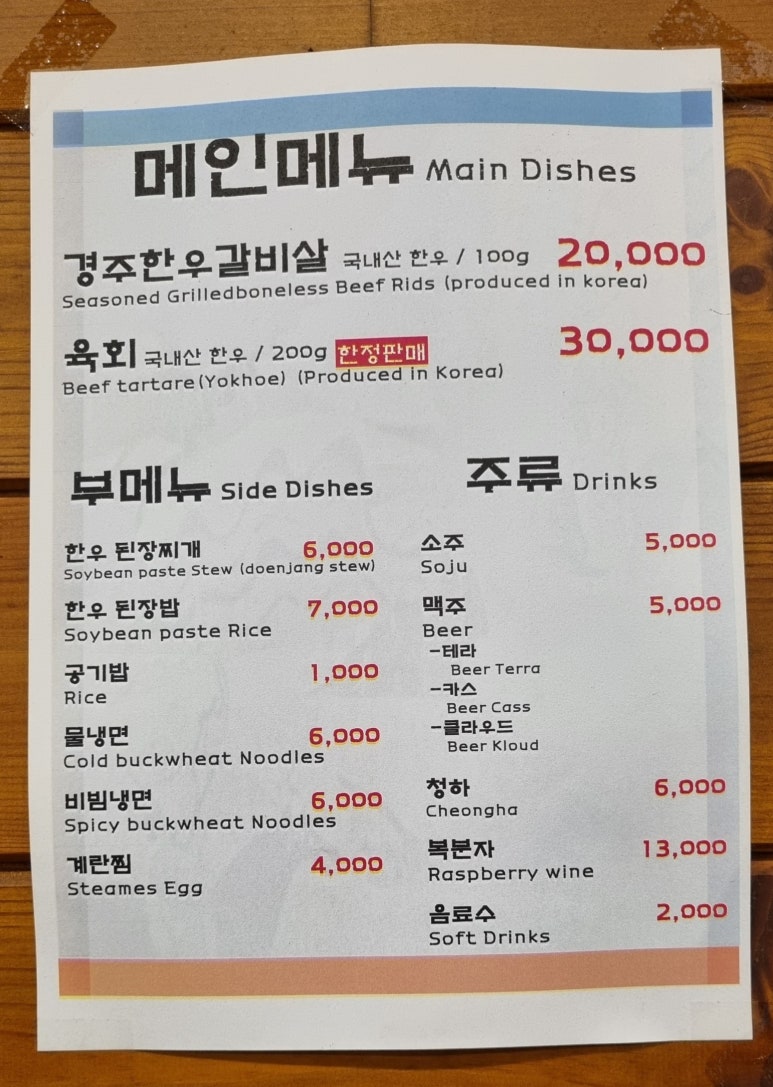 메인메뉴 Main Dishes
경주한우갈비살 국내산 한우 / 100g 20,000
Seasoned Grilledboneless Beef Rids (produced in korea)
육회 국내산 한우 / 200g 한정판매 30,000
Beef tartare(Yokhoe) (Produced in Korea)
부메뉴 Side Dishes
한우 된장찌개 6,000
Soybean paste Stew (doenjang stew)
한우 된장밥 7,000
Soybean paste Rice
공기밥 1,000
Rice
물냉면 6,000
Cold buckwheat Noodles
비빔냉면 6,000
Spicy buckwheat Noodles
계란찜 4,000
Steames Egg
주류 Drinks
소주 5,000
Soju
맥주 5,000
Beer
-테라
Beer Terra
-카스
Beer Cass
-클라우드
Beer Kloud
청하 6,000
Cheongha
복분자 13,000
Raspberry wine
음료수 2,000
Soft Drinks